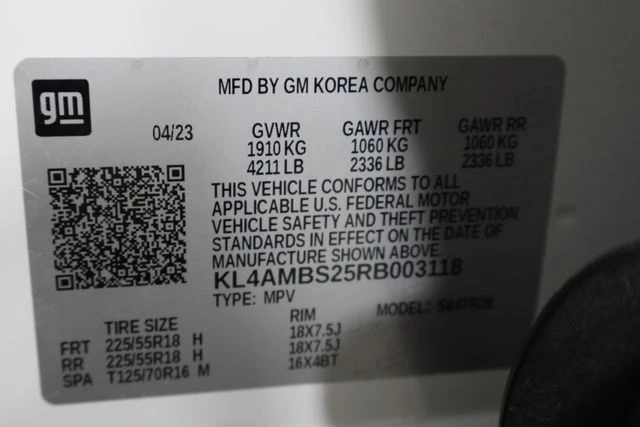 gm
MFD BY GM KOREA COMPANY
04/23 GVWR GAWR FRT GAWR RR
1910 KG 1060 KG 1060 KG
4211 LB 2336 LB 2336 LB
THIS VEHICLE CONFORMS TO ALL
APPLICABLE U.S. FEDERAL MOTOR
VEHICLE SAFETY AND THEFT PREVENTION
STANDARDS IN EFFECT ON THE DATE OF
MANUFACTURE SHOWN ABOVE.
KL4AMBS25RB003118
TYPE: MPV MODEL:
TIRE SIZE RIM
FRT 225/55R18 H 18X7.5J
RR 225/55R18 H 18X7.5J
SPA T125/70R16 M 16X4BT